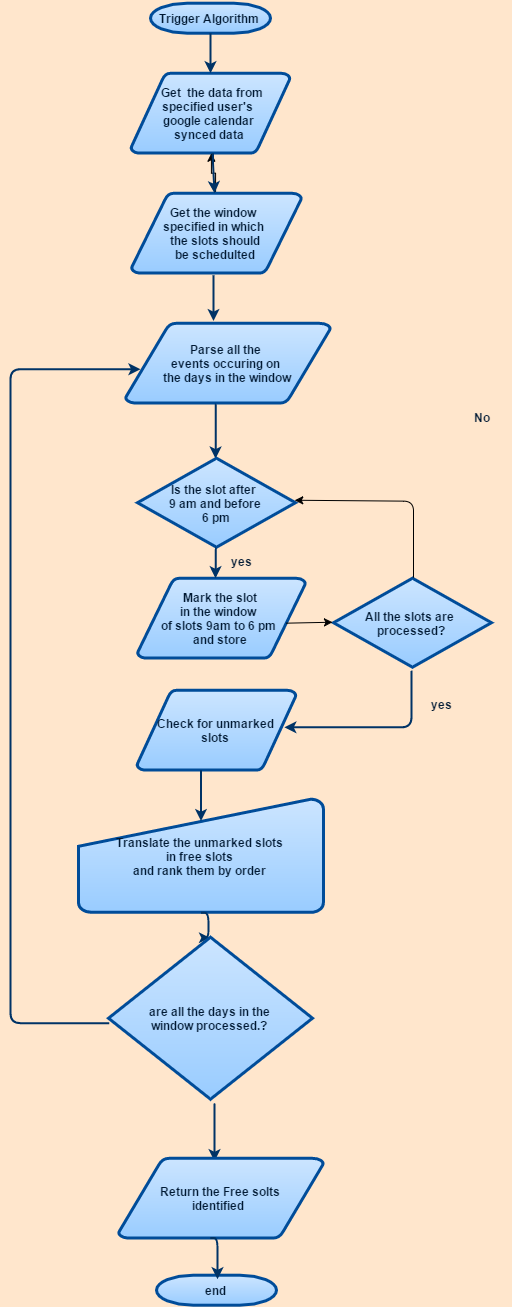 Trigger Algorithm
Get the data from
specified user's
google calendar
synced data
Get the window
specified in which
the slots should
be schedulted
Parse all the
events occuring on
the days in the window
No
Is the slot after
9 am and before
6 pm
yes
Mark the slot
in the window
of slots 9am to 6 pm
and store
All the slots are
processed?
yes
Check for unmarked
slots
Translate the unmarked slots
in free slots
and rank them by order
are all the days in the
window processed.?
Return the Free solts
identified
end